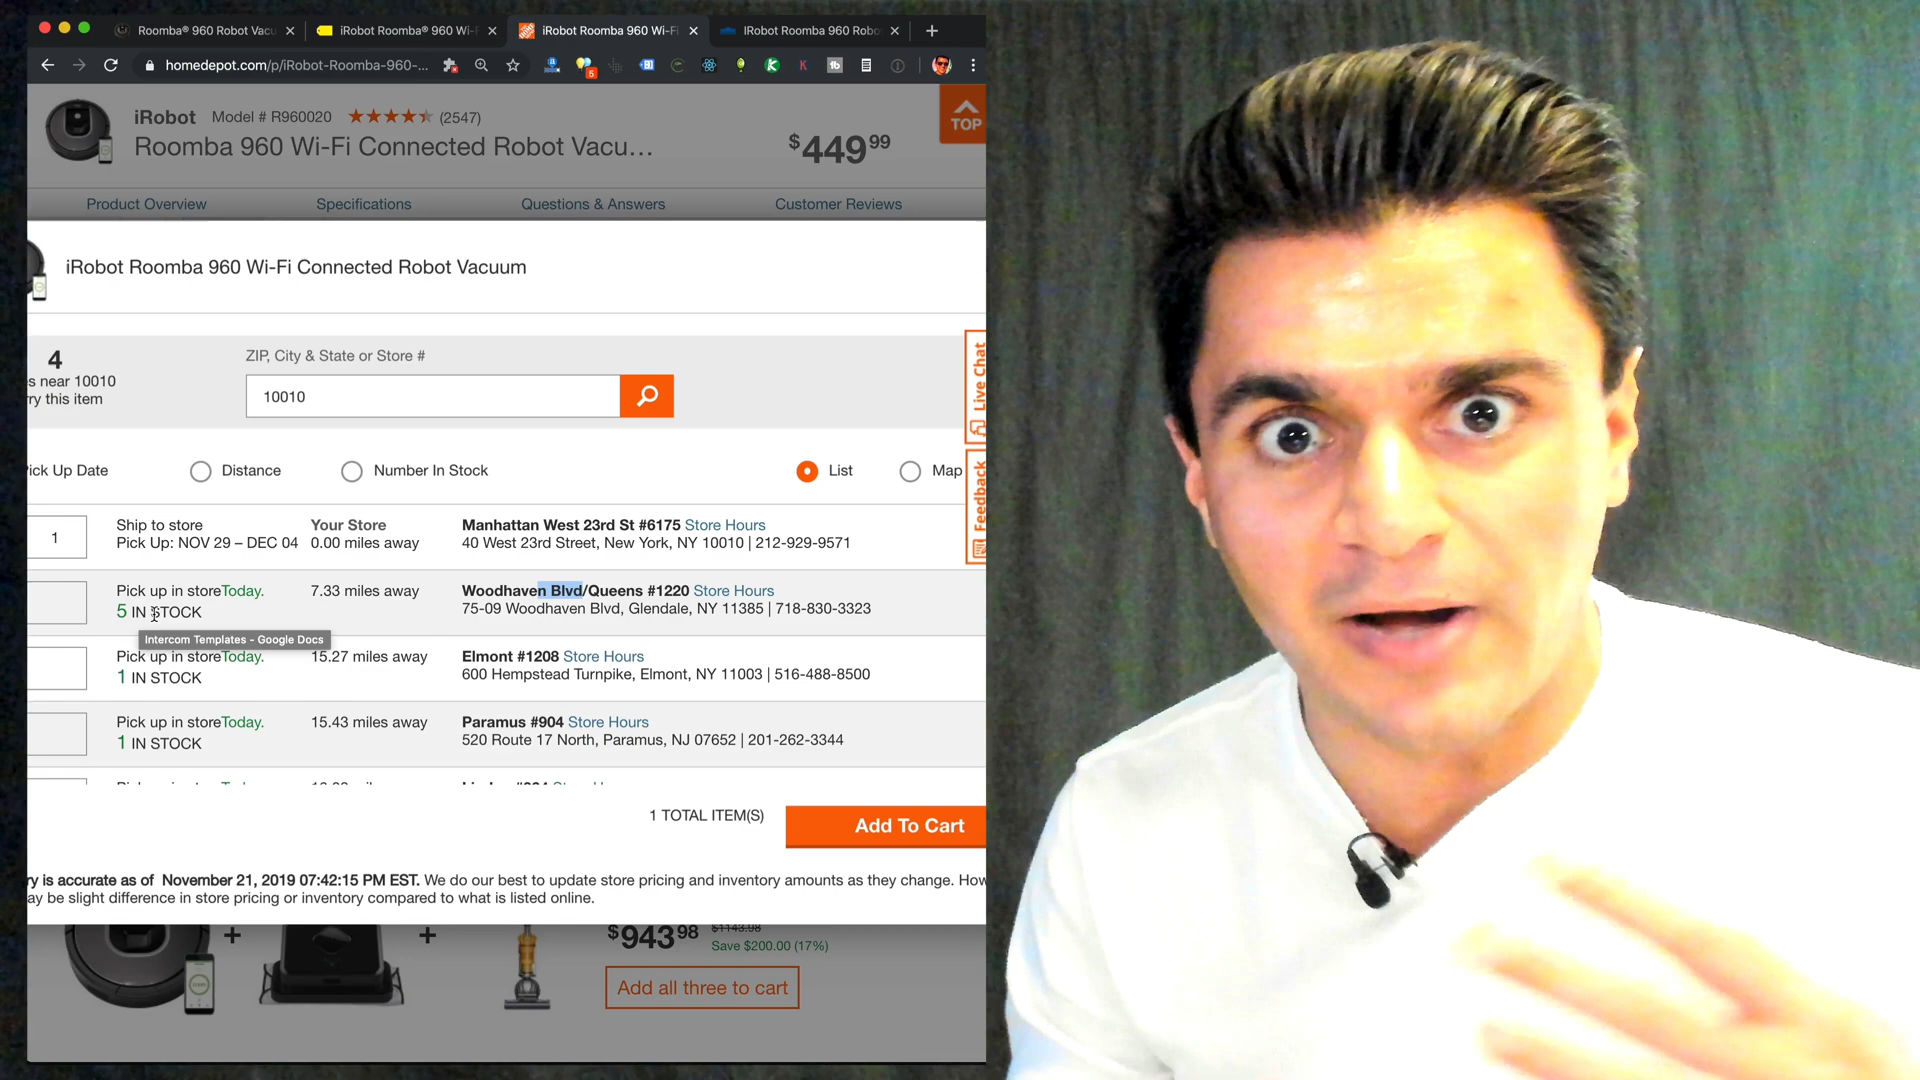 Roomba® 960 Robot Vacu
iRobot Roomba® 960 Wi-F
iRobot Roomba 960 Wi-Fi
iRobot Roomba 960 Robo
homedepot.com/p/iRobot-Roomba-960-...
5
iRobot Model # R960020 (2547)
Roomba 960 Wi-Fi Connected Robot Vacu...
$449 99
TOP
Product Overview Specifications Questions & Answers Customer Reviews
iRobot Roomba 960 Wi-Fi Connected Robot Vacuum
4
s near 10010
ry this item
ZIP, City & State or Store #
10010
Live Chat
Feedback
ick Up Date Distance Number In Stock List Map
1
Ship to store Your Store Manhattan West 23rd St #6175 Store Hours
Pick Up: NOV 29 – DEC 04 0.00 miles away 40 West 23rd Street, New York, NY 10010 | 212-929-9571
Pick up in storeToday. 7.33 miles away Woodhaven Blvd/Queens #1220 Store Hours
5 IN STOCK 75-09 Woodhaven Blvd, Glendale, NY 11385 | 718-830-3323
Intercom Templates - Google Docs
Pick up in storeToday. 15.27 miles away Elmont #1208 Store Hours
1 IN STOCK 600 Hempstead Turnpike, Elmont, NY 11003 | 516-488-8500
Pick up in storeToday. 15.43 miles away Paramus #904 Store Hours
1 IN STOCK 520 Route 17 North, Paramus, NJ 07652 | 201-262-3344
1 TOTAL ITEM(S)
Add To Cart
ry is accurate as of November 21, 2019 07:42:15 PM EST. We do our best to update store pricing and inventory amounts as they change. How
ay be slight difference in store pricing or inventory compared to what is listed online.
+ + $943 98 $1143.98
Save $200.00 (17%)
Add all three to cart